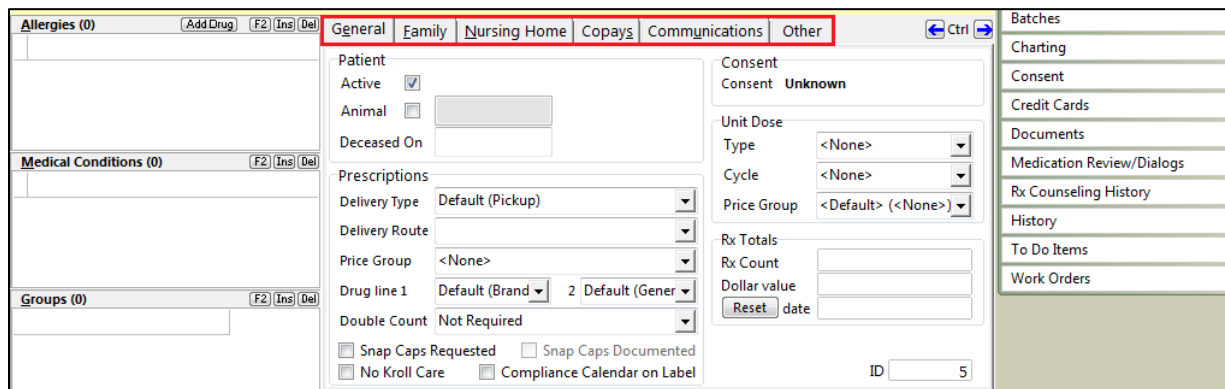 Allergies (0) Add Drug F2 Ins Del
Medical Conditions (0) F2 Ins Del
Groups (0) F2 Ins Del
General Family Nursing Home Copays Communications Other Ctrl
Patient
Active
Animal
Deceased On
Prescriptions
Delivery Type Default (Pickup)
Delivery Route
Price Group <None>
Drug line 1 Default (Brand 2 Default (Gener
Double Count Not Required
Snap Caps Requested Snap Caps Documented
No Kroll Care Compliance Calendar on Label
Consent
Consent Unknown
Unit Dose
Type <None>
Cycle <None>
Price Group <Default> (<None>)
Rx Totals
Rx Count
Dollar value
Reset date
ID 5
Batches
Charting
Consent
Credit Cards
Documents
Medication Review/Dialogs
Rx Counseling History
History
To Do Items
Work Orders